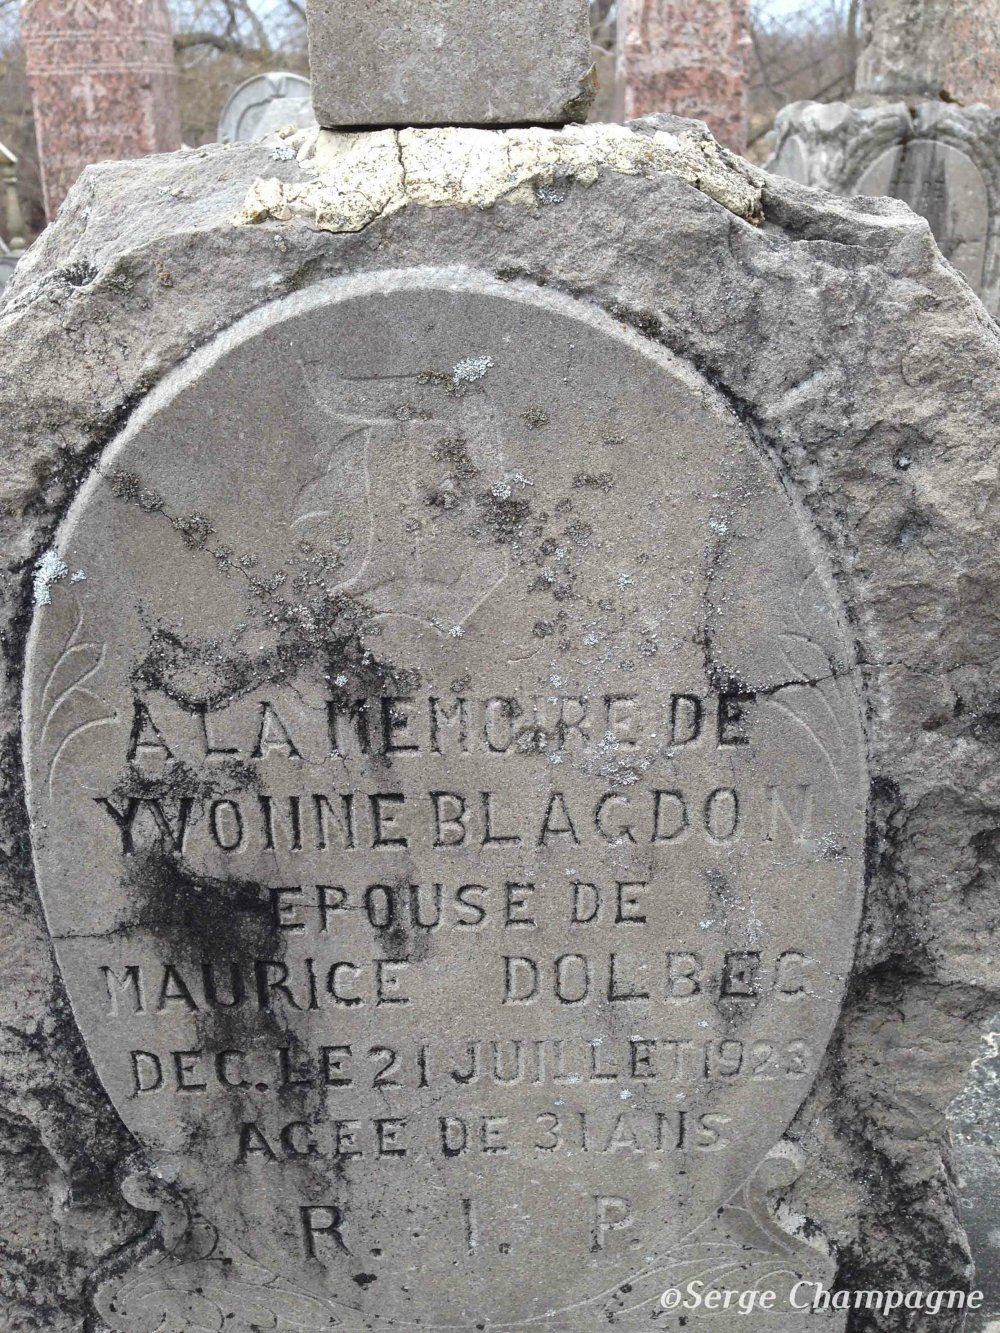 A LA MEMOIRE DE
YVONNE BLAGDON
EPOUSE DE
MAURICE DOLBEC
DEC. LE 21 JUILLET 1923
AGEE DE 31 ANS
R. I. P.
©Serge Champagne